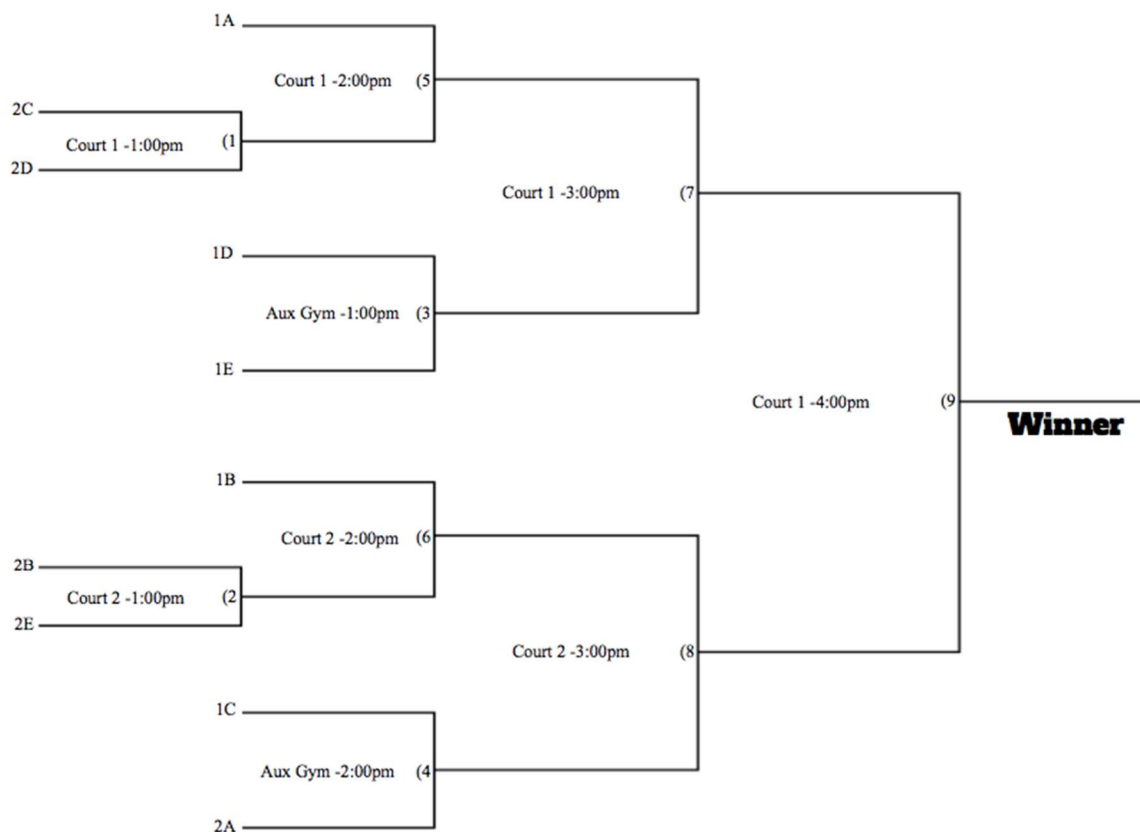 1A
Court 1 -2:00pm (5
2C
Court 1 -1:00pm (1
2D
Court 1 -3:00pm (7
1D
Aux Gym -1:00pm (3
1E
Court 1 -4:00pm (9
Winner
1B
Court 2 -2:00pm (6
2B
Court 2 -1:00pm (2
2E
Court 2 -3:00pm (8
1C
Aux Gym -2:00pm (4
2A